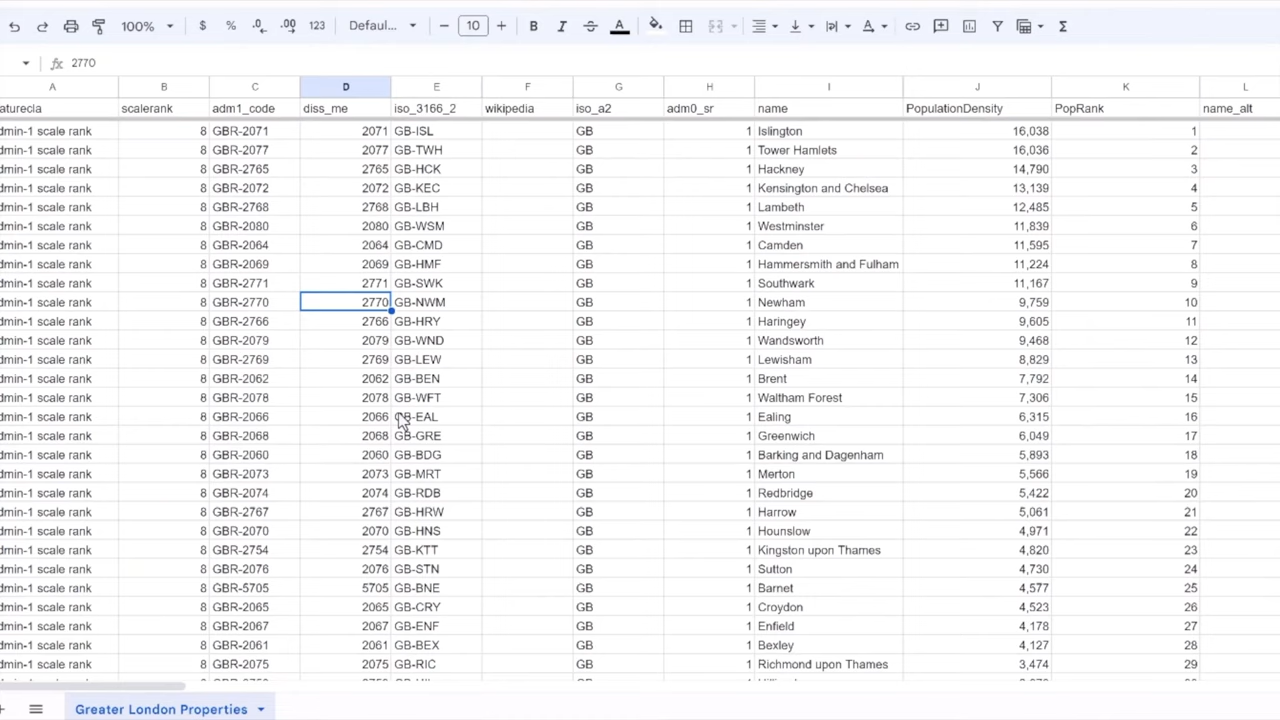 100% $ % .0 .00 123 Defaul... 10 B I A Σ
fx 2770
A B C D E F G H I J K L
aturecla scalerank adm1_code diss_me iso_3166_2 wikipedia iso_a2 adm0_sr name PopulationDensity PopRank name_alt
dmin-1 scale rank 8 GBR-2071 2071 GB-ISL GB 1 Islington 16,038 1
dmin-1 scale rank 8 GBR-2077 2077 GB-TWH GB 1 Tower Hamlets 16,036 2
dmin-1 scale rank 8 GBR-2765 2765 GB-HCK GB 1 Hackney 14,790 3
dmin-1 scale rank 8 GBR-2072 2072 GB-KEC GB 1 Kensington and Chelsea 13,139 4
dmin-1 scale rank 8 GBR-2768 2768 GB-LBH GB 1 Lambeth 12,485 5
dmin-1 scale rank 8 GBR-2080 2080 GB-WSM GB 1 Westminster 11,839 6
dmin-1 scale rank 8 GBR-2064 2064 GB-CMD GB 1 Camden 11,595 7
dmin-1 scale rank 8 GBR-2069 2069 GB-HMF GB 1 Hammersmith and Fulham 11,224 8
dmin-1 scale rank 8 GBR-2771 2771 GB-SWK GB 1 Southwark 11,167 9
dmin-1 scale rank 8 GBR-2770 2770 GB-NWM GB 1 Newham 9,759 10
dmin-1 scale rank 8 GBR-2766 2766 GB-HRY GB 1 Haringey 9,605 11
dmin-1 scale rank 8 GBR-2079 2079 GB-WND GB 1 Wandsworth 9,468 12
dmin-1 scale rank 8 GBR-2769 2769 GB-LEW GB 1 Lewisham 8,829 13
dmin-1 scale rank 8 GBR-2062 2062 GB-BEN GB 1 Brent 7,792 14
dmin-1 scale rank 8 GBR-2078 2078 GB-WFT GB 1 Waltham Forest 7,306 15
dmin-1 scale rank 8 GBR-2066 2066 GB-EAL GB 1 Ealing 6,315 16
dmin-1 scale rank 8 GBR-2068 2068 GB-GRE GB 1 Greenwich 6,049 17
dmin-1 scale rank 8 GBR-2060 2060 GB-BDG GB 1 Barking and Dagenham 5,893 18
dmin-1 scale rank 8 GBR-2073 2073 GB-MRT GB 1 Merton 5,566 19
dmin-1 scale rank 8 GBR-2074 2074 GB-RDB GB 1 Redbridge 5,422 20
dmin-1 scale rank 8 GBR-2767 2767 GB-HRW GB 1 Harrow 5,061 21
dmin-1 scale rank 8 GBR-2070 2070 GB-HNS GB 1 Hounslow 4,971 22
dmin-1 scale rank 8 GBR-2754 2754 GB-KTT GB 1 Kingston upon Thames 4,820 23
dmin-1 scale rank 8 GBR-2076 2076 GB-STN GB 1 Sutton 4,730 24
dmin-1 scale rank 8 GBR-5705 5705 GB-BNE GB 1 Barnet 4,577 25
dmin-1 scale rank 8 GBR-2065 2065 GB-CRY GB 1 Croydon 4,523 26
dmin-1 scale rank 8 GBR-2067 2067 GB-ENF GB 1 Enfield 4,178 27
dmin-1 scale rank 8 GBR-2061 2061 GB-BEX GB 1 Bexley 4,127 28
dmin-1 scale rank 8 GBR-2075 2075 GB-RIC GB 1 Richmond upon Thames 3,474 29
Greater London Properties